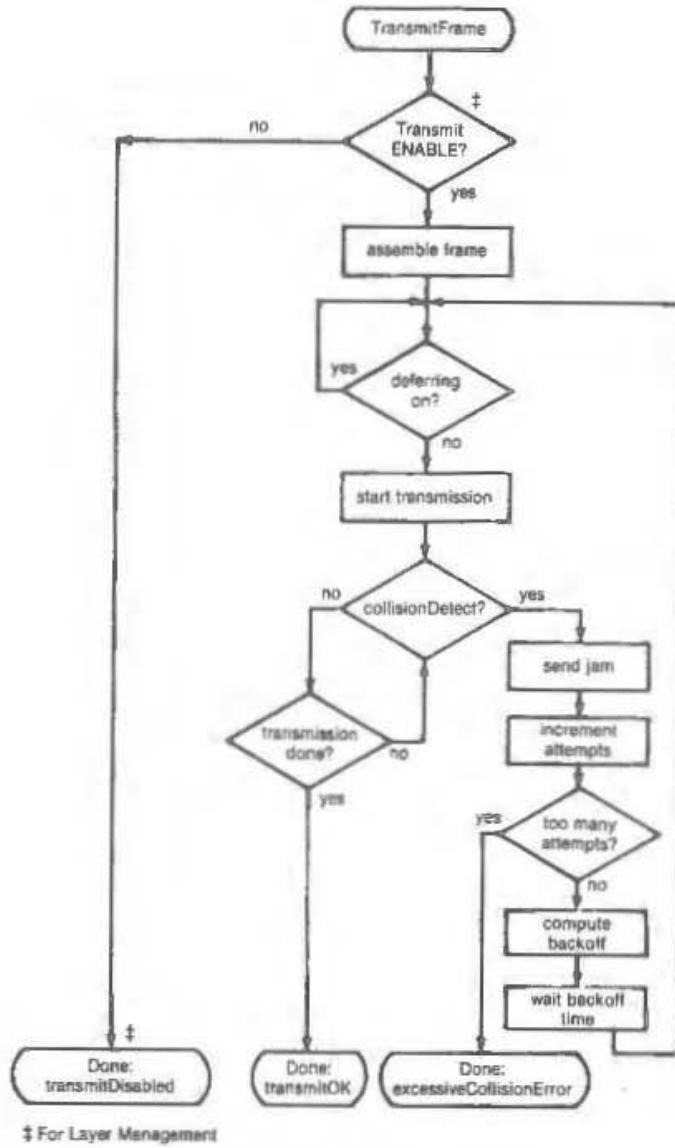 TransmitFrame
‡
no
Transmit
ENABLE?
yes
assemble frame
yes
deferring
on?
no
start transmission
no
collisionDetect?
yes
send jam
transmission
done?
no
increment
attempts
yes
yes
too many
attempts?
no
compute
backoff
wait backoff
time
‡
Done:
transmitDisabled
Done:
transmitOK
Done:
excessiveCollisionError
‡ For Layer Management